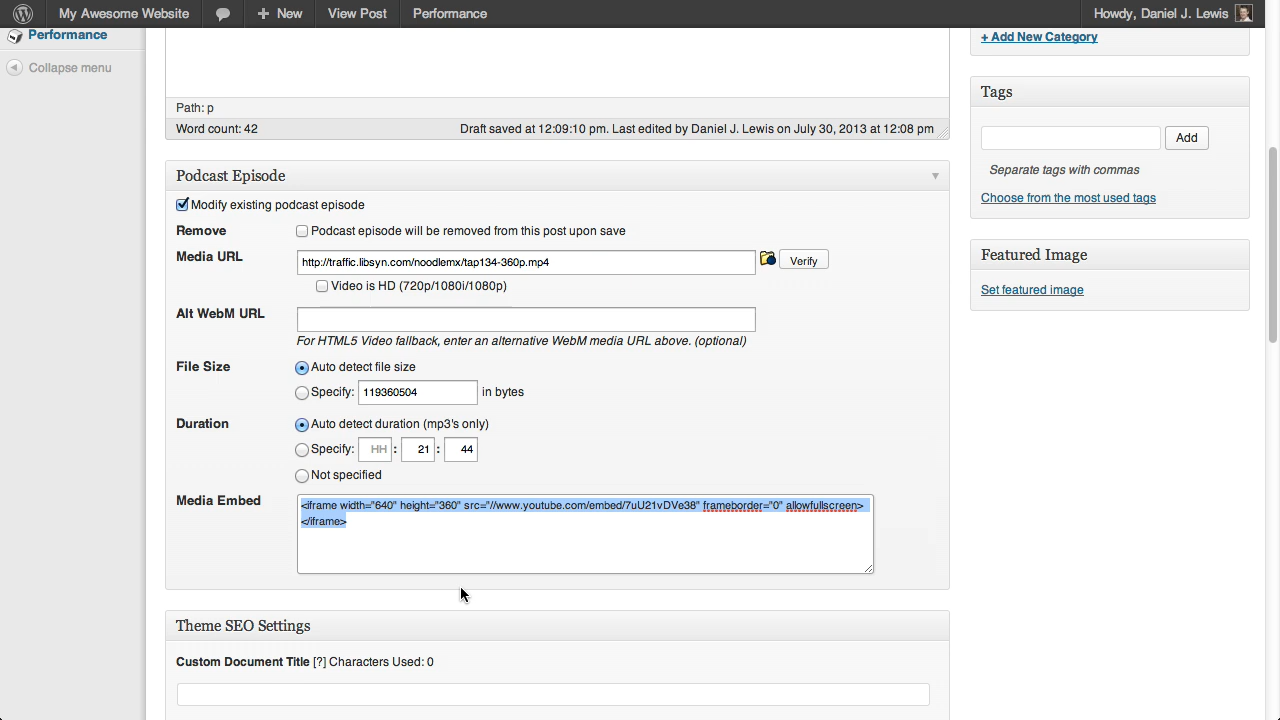 My Awesome Website + New View Post Performance Howdy, Daniel J. Lewis
Performance
Collapse menu
+ Add New Category
Path: p
Word count: 42 Draft saved at 12:09:10 pm. Last edited by Daniel J. Lewis on July 30, 2013 at 12:08 pm
Tags
Add
Separate tags with commas
Choose from the most used tags
Featured Image
Set featured image
Podcast Episode
Modify existing podcast episode
Remove Podcast episode will be removed from this post upon save
Media URL http://traffic.libsyn.com/noodlemx/tap134-360p.mp4 Verify
Video is HD (720p/1080i/1080p)
Alt WebM URL
For HTML5 Video fallback, enter an alternative WebM media URL above. (optional)
File Size Auto detect file size
Specify: 119360504 in bytes
Duration Auto detect duration (mp3's only)
Specify: HH : 21 : 44
Not specified
Media Embed <iframe width="640" height="360" src="//www.youtube.com/embed/7uU21vDVe38" frameborder="0" allowfullscreen>
</iframe>
Theme SEO Settings
Custom Document Title [?] Characters Used: 0